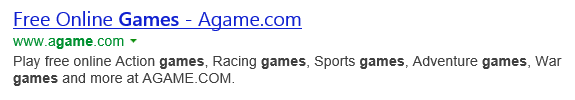 Free Online Games - Agame.com
www.agame.com
Play free online Action games, Racing games, Sports games, Adventure games, War
games and more at AGAME.COM.